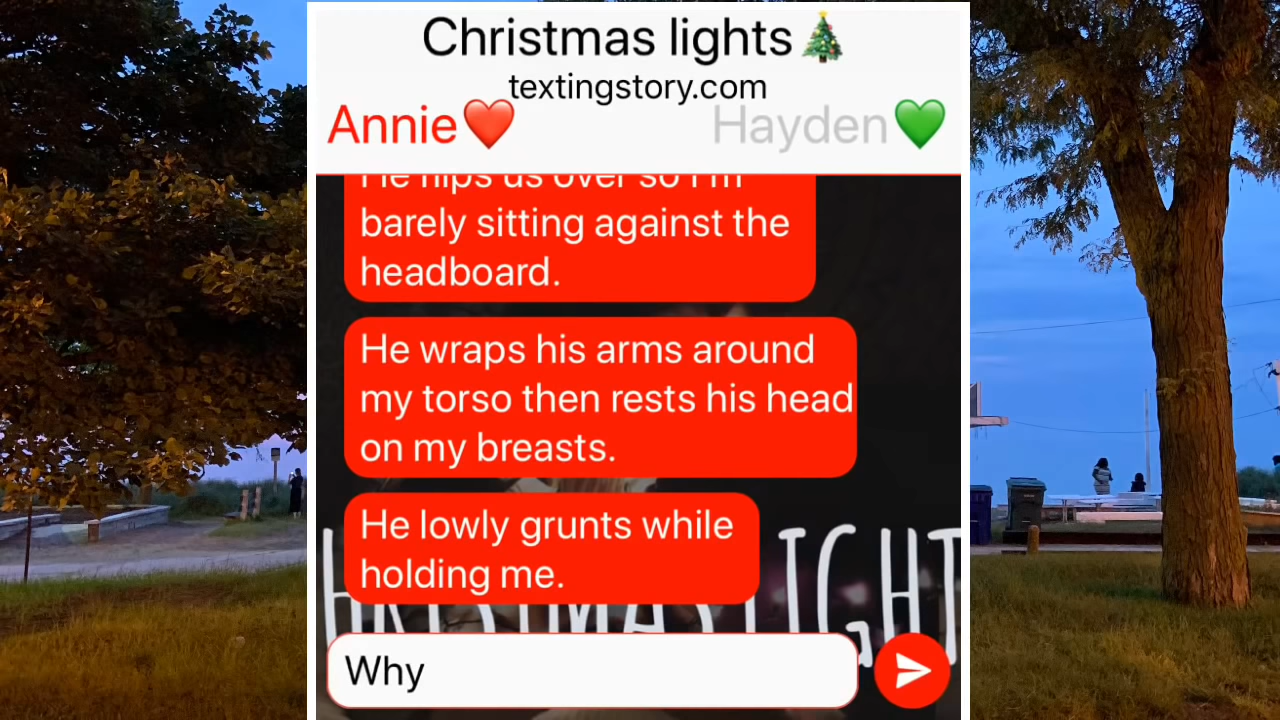 Christmas lights🎄
textingstory.com
Annie❤️ Hayden💚
barely sitting against the
headboard.
He wraps his arms around
my torso then rests his head
on my breasts.
He lowly grunts while
holding me.
Why